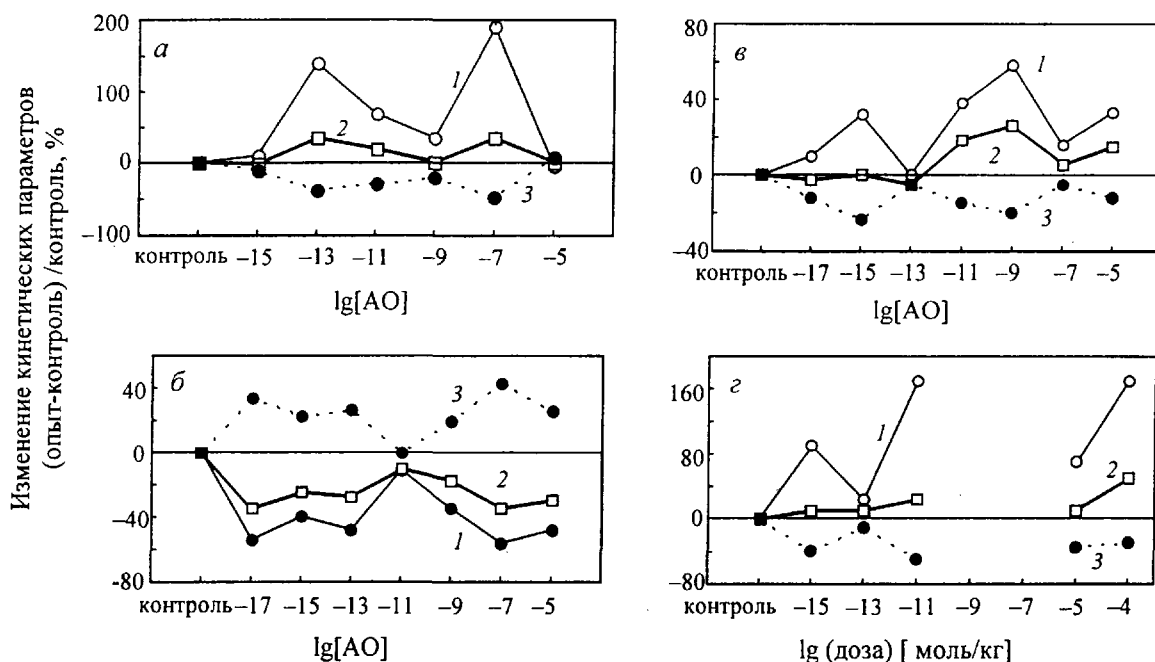 Изменение кинетических параметров
(опыт-контроль) /контроль, %
а
200
100
0
−100
1
2
3
контроль −15 −13 −11 −9 −7 −5
lg[АО]
в
80
40
0
−40
1
2
3
контроль −17 −15 −13 −11 −9 −7 −5
lg[АО]
б
40
0
−40
−80
3
2
1
контроль −17 −15 −13 −11 −9 −7 −5
lg[АО]
г
160
80
0
−80
1
2
3
контроль −15 −13 −11 −9 −7 −5 −4
lg (доза) [ моль/кг]